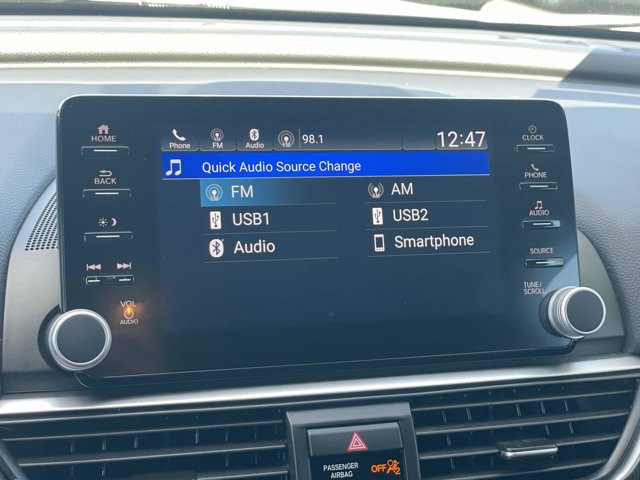 HOME
BACK
VOL
AUDIO
Phone FM Audio 98.1 12:47
Quick Audio Source Change
FM AM
USB1 USB2
Audio Smartphone
CLOCK
PHONE
AUDIO
SOURCE
TUNE/
SCROLL
PASSENGER
AIRBAG
OFF 2